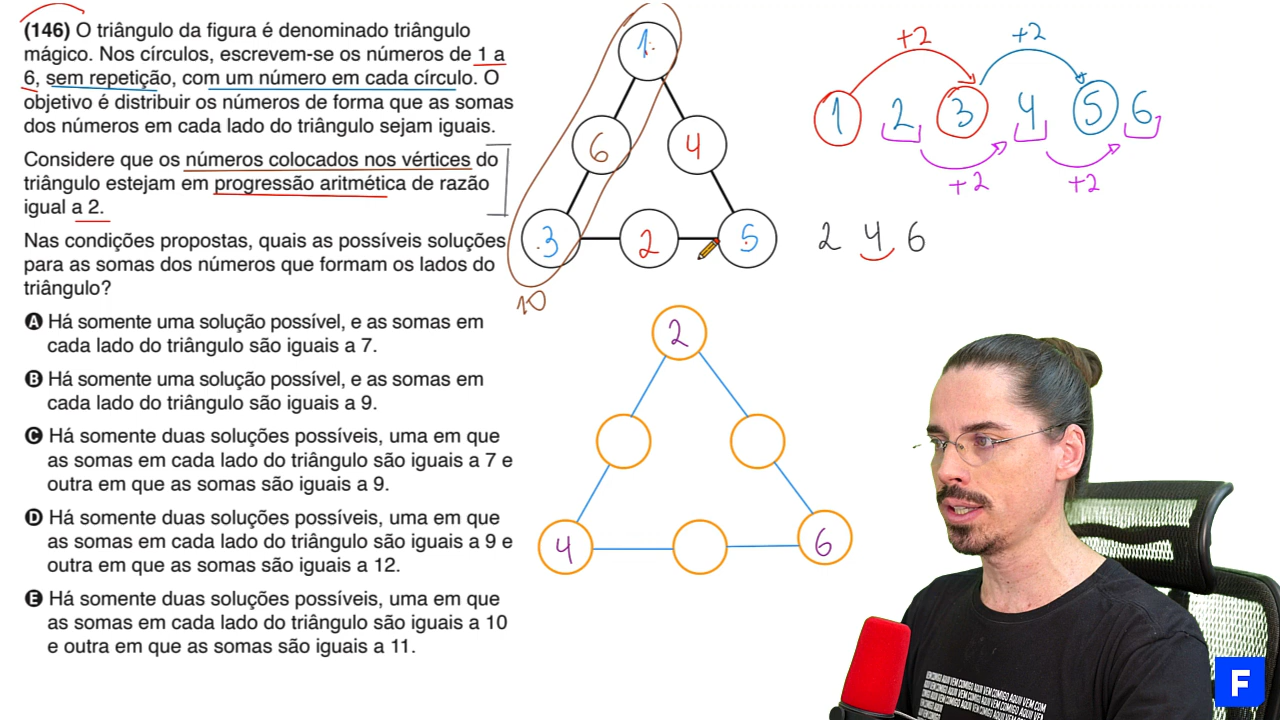 (146) O triângulo da figura é denominado triângulo
mágico. Nos círculos, escrevem-se os números de 1 a
6, sem repetição, com um número em cada círculo. O
objetivo é distribuir os números de forma que as somas
dos números em cada lado do triângulo sejam iguais.
Considere que os números colocados nos vértices do
triângulo estejam em progressão aritmética de razão
igual a 2.
Nas condições propostas, quais as possíveis soluções
para as somas dos números que formam os lados do
triângulo?
A Há somente uma solução possível, e as somas em
cada lado do triângulo são iguais a 7.
B Há somente uma solução possível, e as somas em
cada lado do triângulo são iguais a 9.
C Há somente duas soluções possíveis, uma em que
as somas em cada lado do triângulo são iguais a 7 e
outra em que as somas são iguais a 9.
D Há somente duas soluções possíveis, uma em que
as somas em cada lado do triângulo são iguais a 9 e
outra em que as somas são iguais a 12.
E Há somente duas soluções possíveis, uma em que
as somas em cada lado do triângulo são iguais a 10
e outra em que as somas são iguais a 11.
1
6 4
3 2 5
10
+2 +2
1 2 3 4 5 6
+2 +2
2 4 6
2
4 6
F